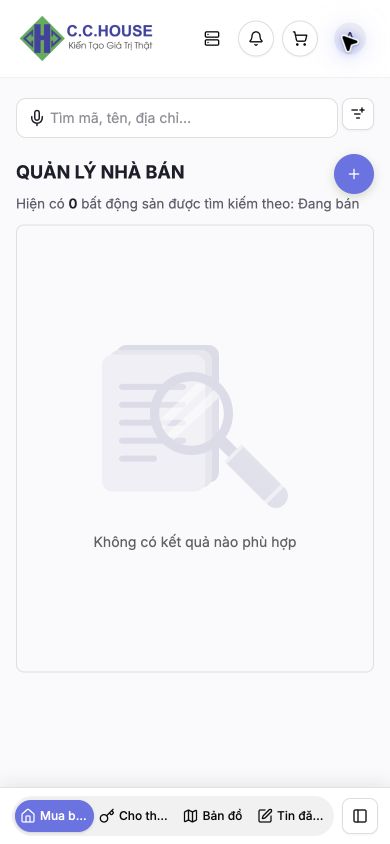 C.C.HOUSE
Kiến Tạo Giá Trị Thật
Tìm mã, tên, địa chỉ...
QUẢN LÝ NHÀ BÁN
Hiện có 0 bất động sản được tìm kiếm theo: Đang bán
Không có kết quả nào phù hợp
Mua b... Cho th... Bản đồ Tin đă...